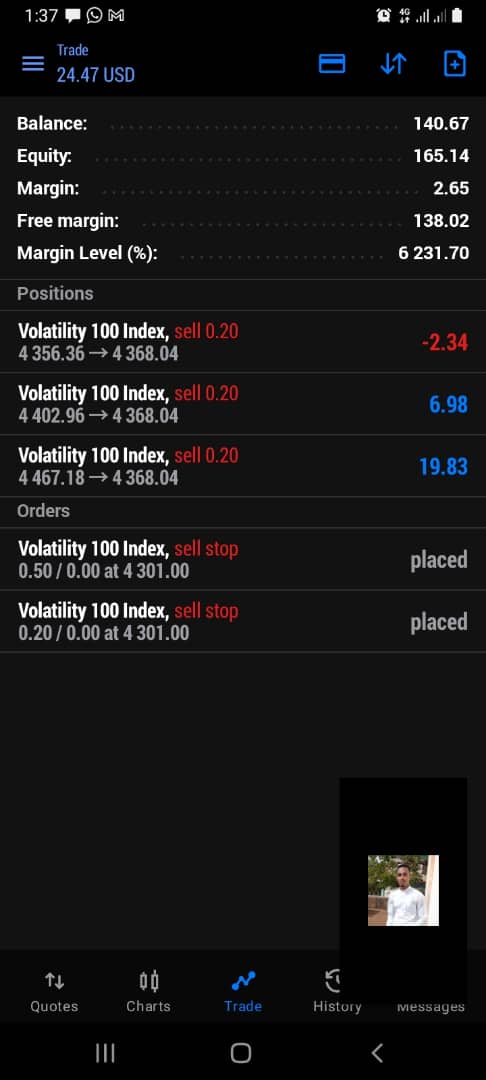 1:37
4G
Trade
24.47 USD
Balance: 140.67
Equity: 165.14
Margin: 2.65
Free margin: 138.02
Margin Level (%): 6 231.70
Positions
Volatility 100 Index, sell 0.20
4 356.36 → 4 368.04
-2.34
Volatility 100 Index, sell 0.20
4 402.96 → 4 368.04
6.98
Volatility 100 Index, sell 0.20
4 467.18 → 4 368.04
19.83
Orders
Volatility 100 Index, sell stop
0.50 / 0.00 at 4 301.00
placed
Volatility 100 Index, sell stop
0.20 / 0.00 at 4 301.00
placed
Quotes Charts Trade History Messages